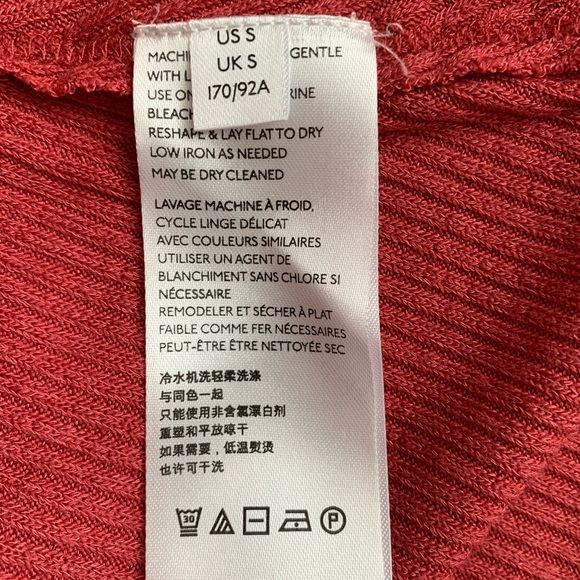 US S
UK S
170/92A
MACHI GENTLE
WITH L
USE ON RINE
BLEACH
RESHAPE & LAY FLAT TO DRY
LOW IRON AS NEEDED
MAY BE DRY CLEANED
LAVAGE MACHINE À FROID,
CYCLE LINGE DÉLICAT
AVEC COULEURS SIMILAIRES
UTILISER UN AGENT DE
BLANCHIMENT SANS CHLORE SI
NÉCESSAIRE
REMODELER ET SÉCHER À PLAT
FAIBLE COMME FER NÉCESSAIRES
PEUT-ÊTRE ÊTRE NETTOYÉE SEC
冷水机洗轻柔洗涤
与同色一起
只能使用非含氯漂白剂
重塑和平放晾干
如果需要，低温熨烫
也许可干洗
30 P